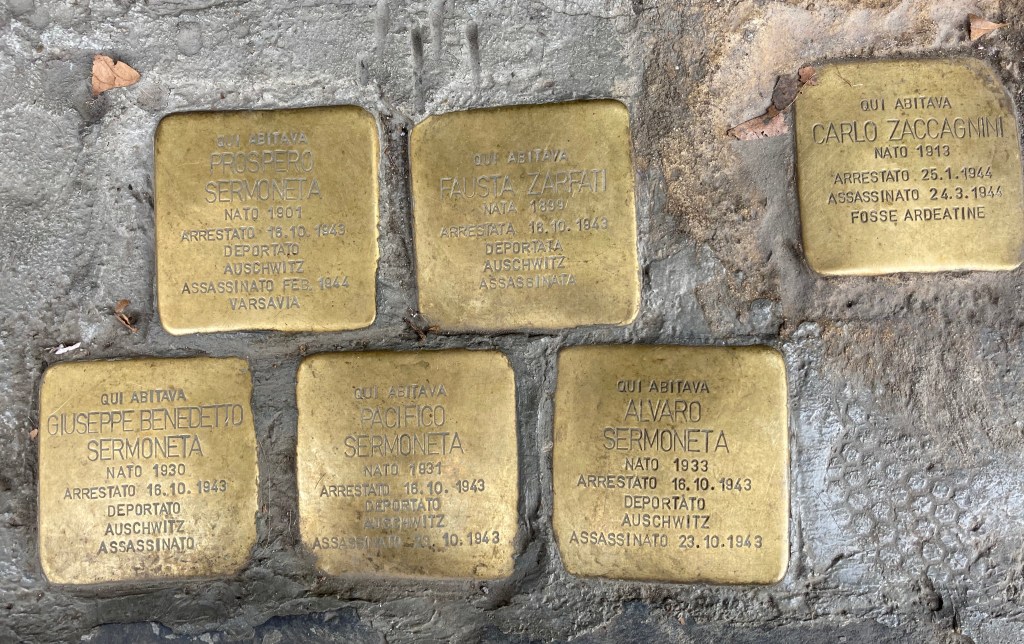 QUI ABITAVA
PROSPERO
SERMONETA
NATO 1901
ARRESTATO 16.10.1943
DEPORTATO
AUSCHWITZ
ASSASSINATO FEB. 1944
VARSAVIA
QUI ABITAVA
FAUSTA ZARFATI
NATA 1899
ARRESTATA 16.10.1943
DEPORTATA
AUSCHWITZ
ASSASSINATA
QUI ABITAVA
CARLO ZACCAGNINI
NATO 1913
ARRESTATO 25.1.1944
ASSASSINATO 24.3.1944
FOSSE ARDEATINE
QUI ABITAVA
GIUSEPPE BENEDETTO
SERMONETA
NATO 1930
ARRESTATO 16.10.1943
DEPORTATO
AUSCHWITZ
ASSASSINATO
QUI ABITAVA
PACIFICO
SERMONETA
NATO 1931
ARRESTATO 16.10.1943
DEPORTATO
AUSCHWITZ
ASSASSINATO 23.10.1943
QUI ABITAVA
ALVARO
SERMONETA
NATO 1933
ARRESTATO 16.10.1943
DEPORTATO
AUSCHWITZ
ASSASSINATO 23.10.1943